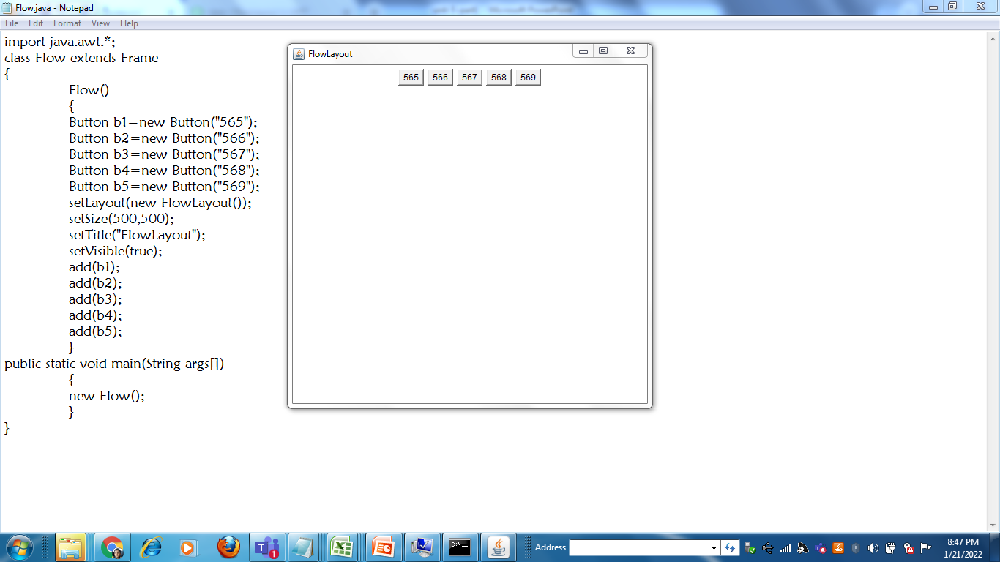 Flow.java - Notepad
File Edit Format View Help
import java.awt.*;
class Flow extends Frame
{
Flow()
{
Button b1=new Button("565");
Button b2=new Button("566");
Button b3=new Button("567");
Button b4=new Button("568");
Button b5=new Button("569");
setLayout(new FlowLayout());
setSize(500,500);
setTitle("FlowLayout");
setVisible(true);
add(b1);
add(b2);
add(b3);
add(b4);
add(b5);
}
public static void main(String args[])
{
new Flow();
}
}
FlowLayout
565 566 567 568 569
1
C:\
Address
8:47 PM
1/21/2022